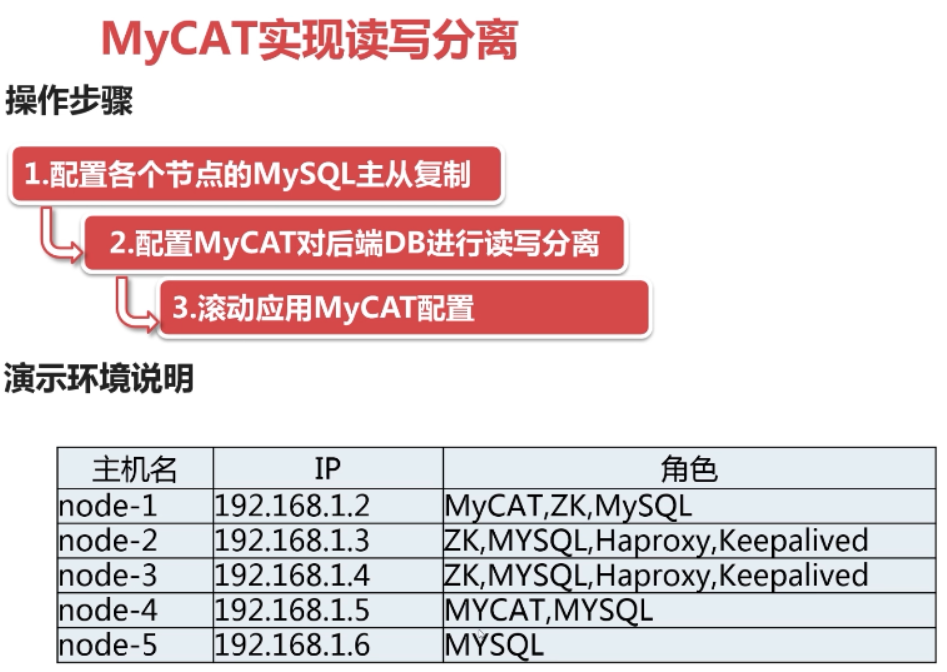 MyCAT实现读写分离
操作步骤
1.配置各个节点的MySQL主从复制
2.配置MyCAT对后端DB进行读写分离
3.滚动应用MyCAT配置
演示环境说明
主机名 IP 角色
node-1 192.168.1.2 MyCAT,ZK,MySQL
node-2 192.168.1.3 ZK,MYSQL,Haproxy,Keepalived
node-3 192.168.1.4 ZK,MYSQL,Haproxy,Keepalived
node-4 192.168.1.5 MYCAT,MYSQL
node-5 192.168.1.6 MYSQL